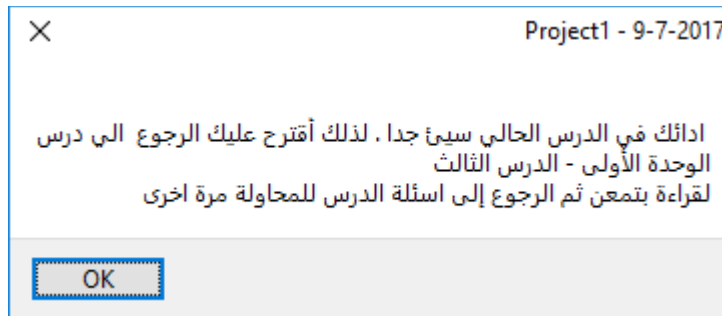 Project1 - 9-7-2017
ادائك في الدرس الحالي سيئ جدا ، لذلك أقترح عليك الرجوع الي درس
الوحدة الأولى - الدرس الثالث
لقراءة بتمعن ثم الرجوع إلى اسئلة الدرس للمحاولة مرة اخرى
OK